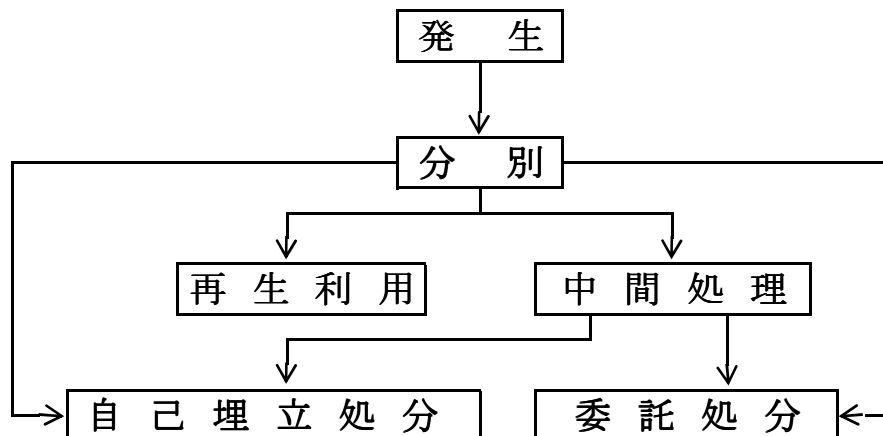 発生
分別
再生利用
中間処理
自己埋立処分
委託処分